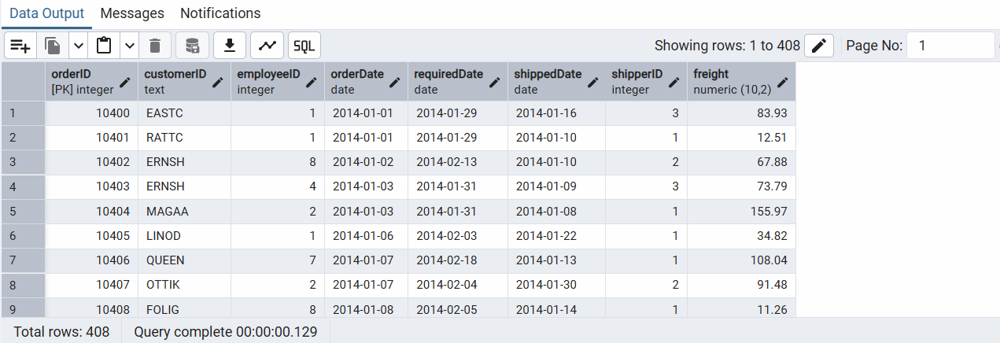 Data Output Messages Notifications
SQL Showing rows: 1 to 408 Page No: 1
orderID customerID employeeID orderDate requiredDate shippedDate shipperID freight
[PK] integer text integer date date date integer numeric (10,2)
1 10400 EASTC 1 2014-01-01 2014-01-29 2014-01-16 3 83.93
2 10401 RATTC 1 2014-01-01 2014-01-29 2014-01-10 1 12.51
3 10402 ERNSH 8 2014-01-02 2014-02-13 2014-01-10 2 67.88
4 10403 ERNSH 4 2014-01-03 2014-01-31 2014-01-09 3 73.79
5 10404 MAGAA 2 2014-01-03 2014-01-31 2014-01-08 1 155.97
6 10405 LINOD 1 2014-01-06 2014-02-03 2014-01-22 1 34.82
7 10406 QUEEN 7 2014-01-07 2014-02-18 2014-01-13 1 108.04
8 10407 OTTIK 2 2014-01-07 2014-02-04 2014-01-30 2 91.48
9 10408 FOLIG 8 2014-01-08 2014-02-05 2014-01-14 1 11.26
Total rows: 408 Query complete 00:00:00.129